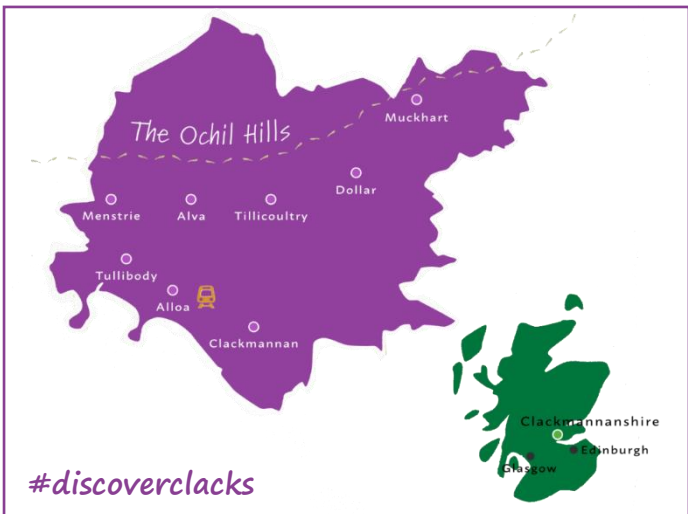 Muckhart
The Ochil Hills
Dollar
Menstrie
Alva
Tillicoultry
Tullibody
Alloa
Clackmannan
Clackmannanshire
Edinburgh
Glasgow
#discoverclacks